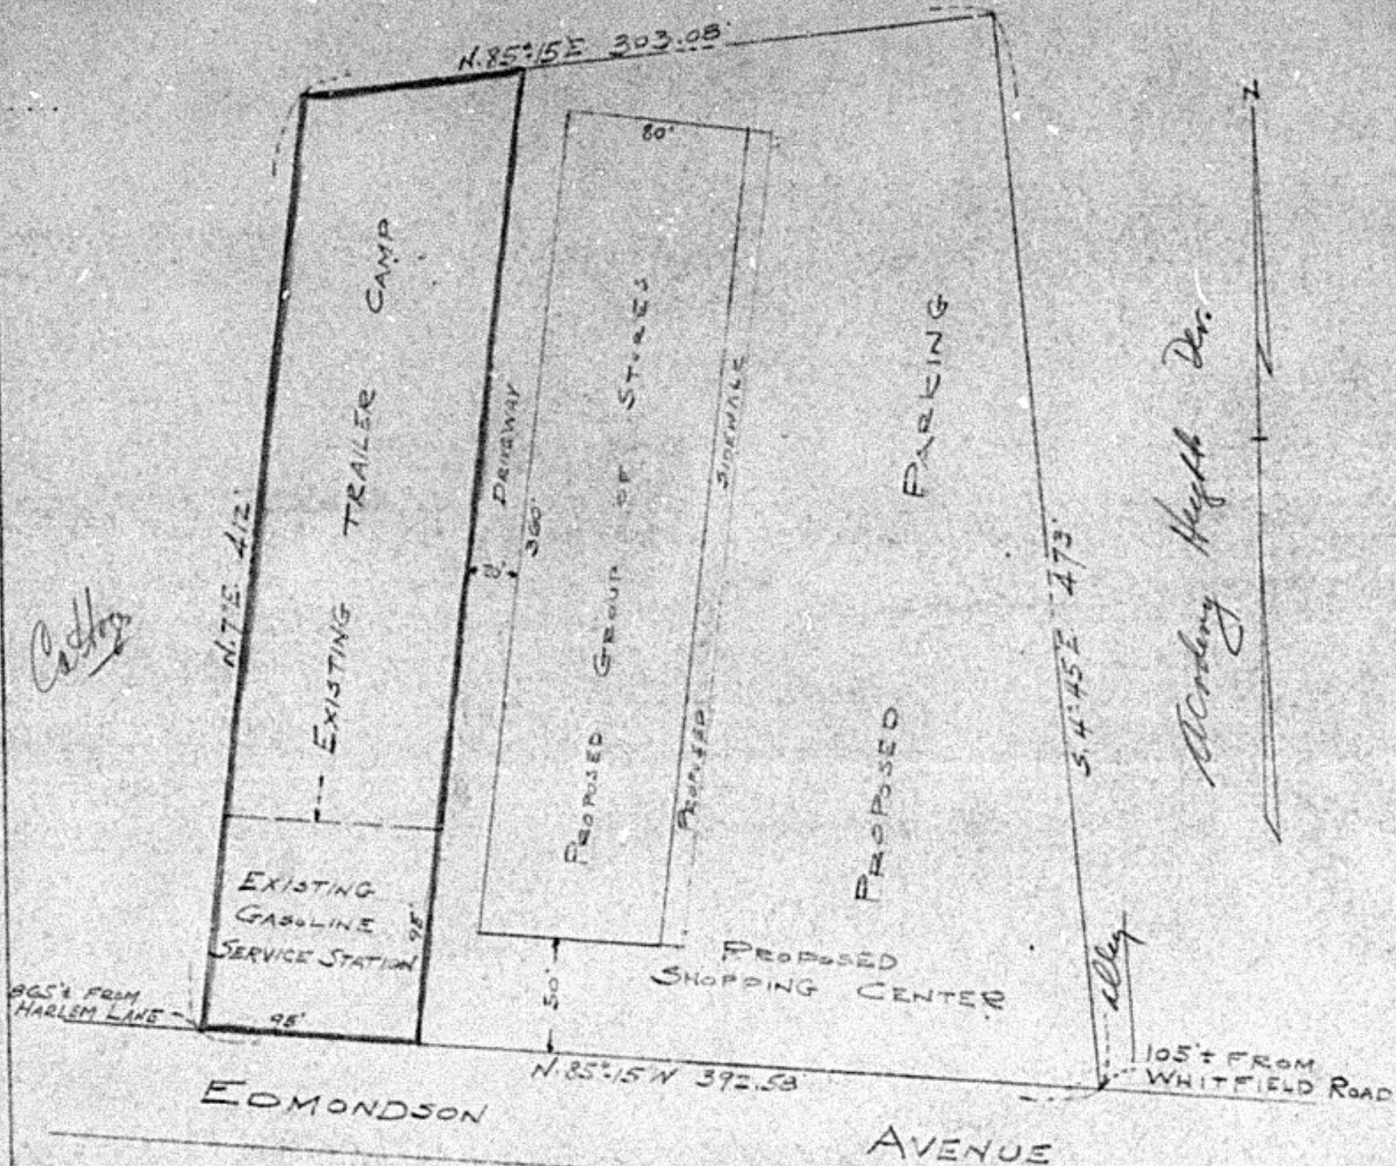 N. 85°-15 E 303.08'
80'
Z
EXISTING TRAILER CAMP
DRIVEWAY
360'
PROPOSED GROUP OF STORES
PROPOSED SIDEWALK
PROPOSED PARKING
N. 7° E 412'
S. 4°-45 E 473'
Dev.
EXISTING
GASOLINE
SERVICE STATION
95'
PROPOSED
SHOPPING CENTER
50'
alley
865'± FROM
HARLEM LANE
95'
N 85°-15 W 392.58
105'± FROM
WHITFIELD ROAD
EDMONDSON AVENUE